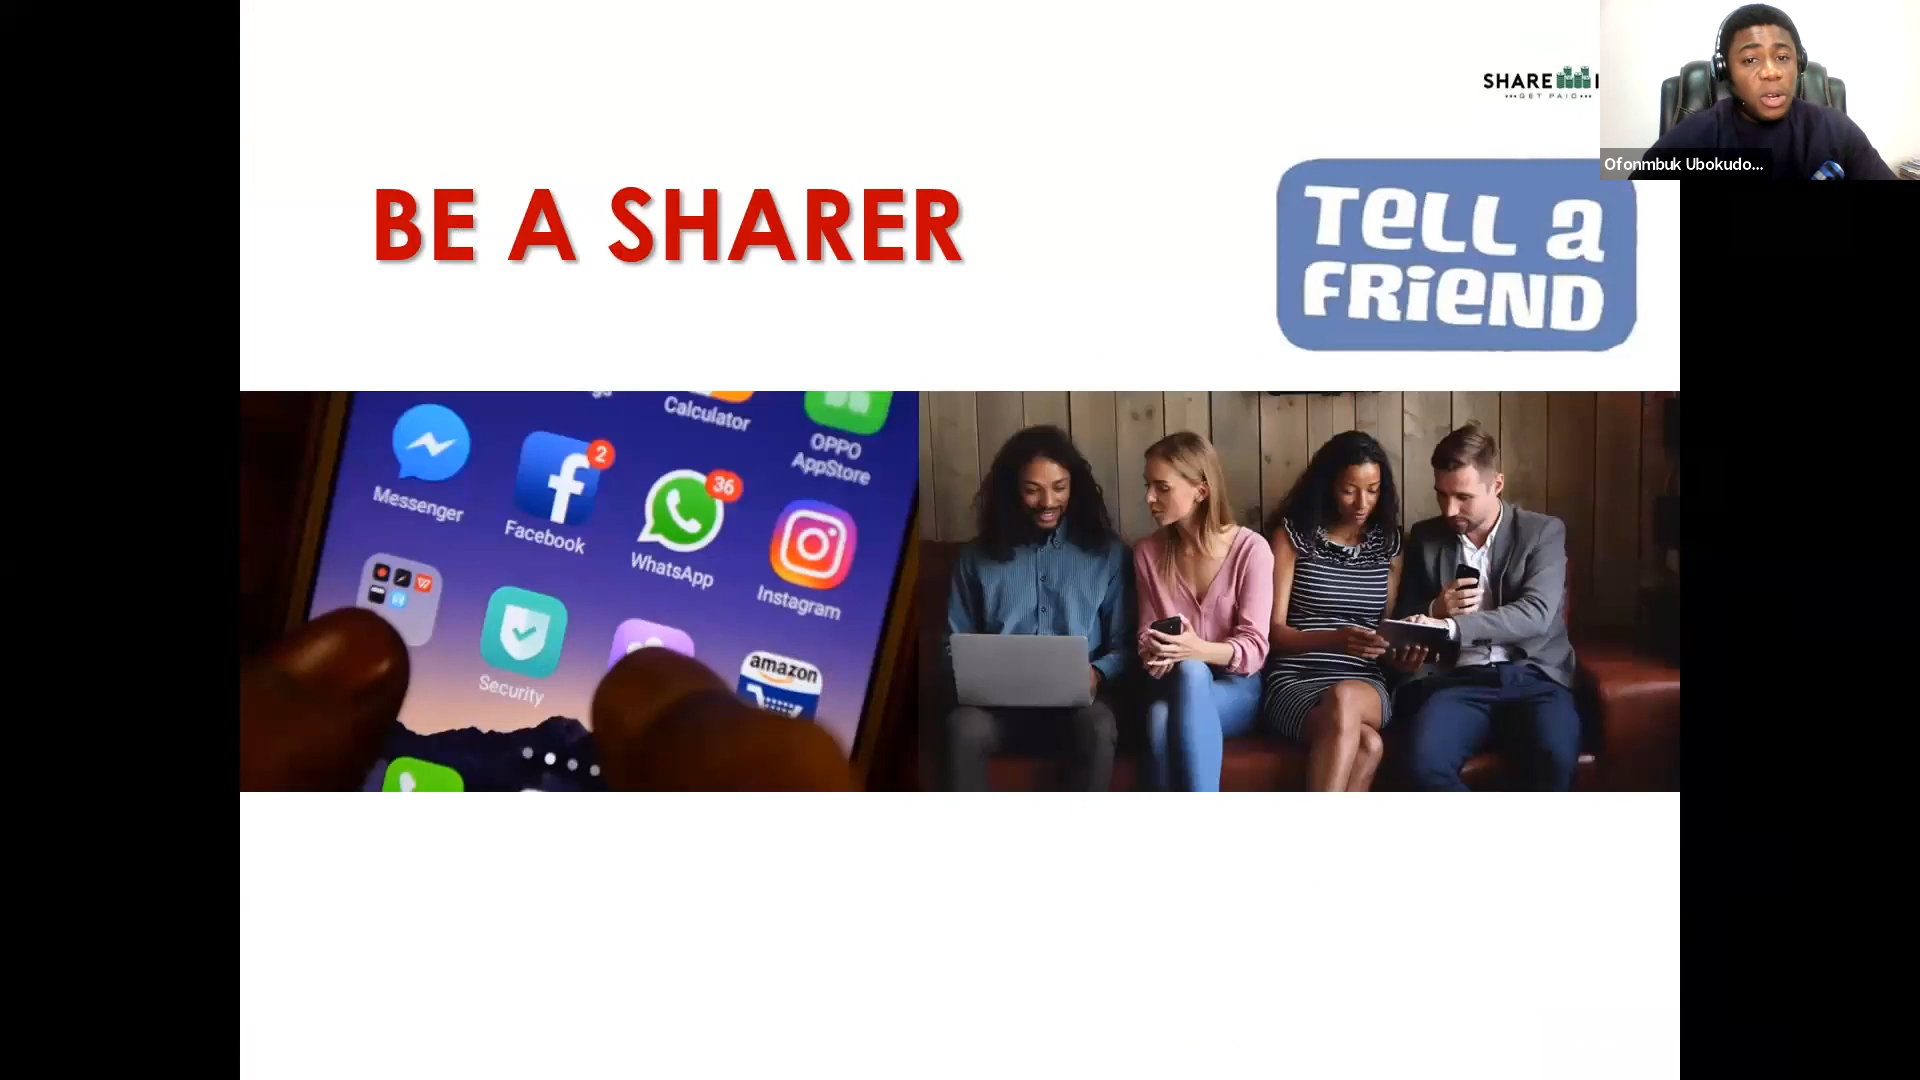 SHARE
GET PAID
Ofonmbuk Ubokudo...
BE A SHARER
TELL a
FRIEND
Calculator
OPPO
AppStore
2
36
Messenger
Facebook
WhatsApp
Instagram
Security
amazon